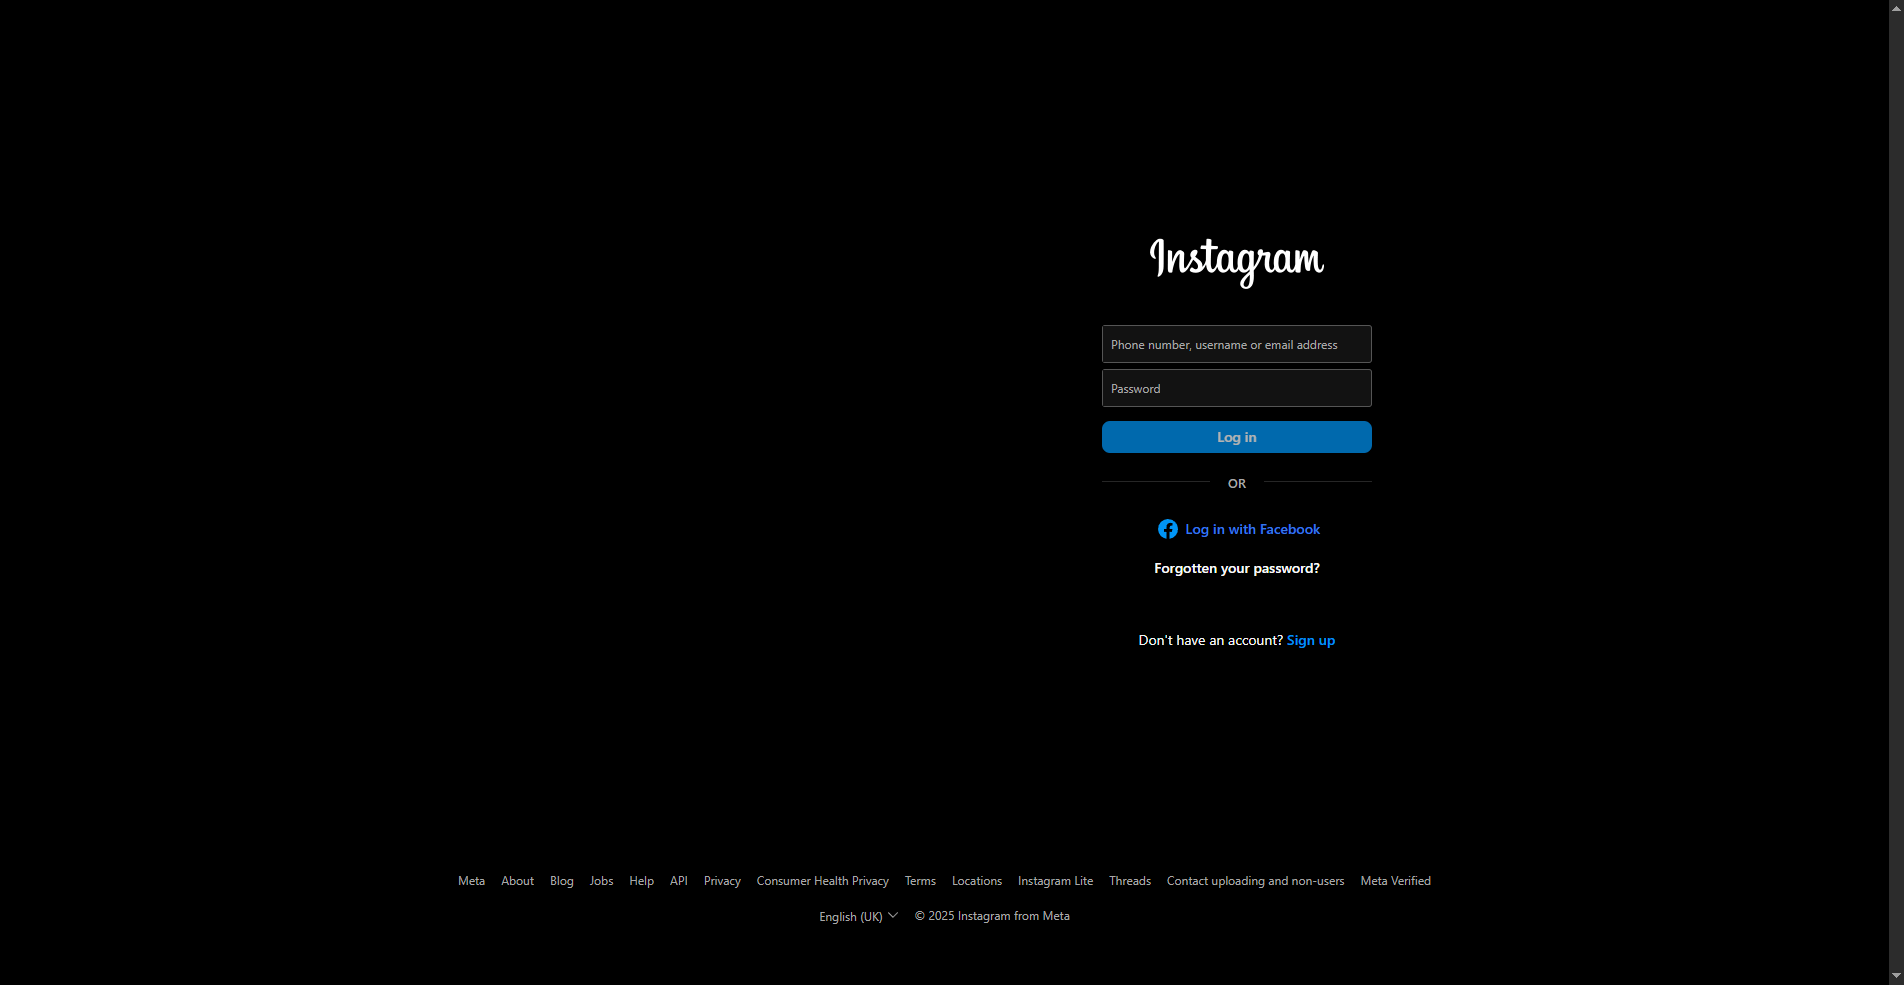 Instagram
Phone number, username or email address
Password
Log in
OR
Log in with Facebook
Forgotten your password?
Don't have an account? Sign up
Meta About Blog Jobs Help API Privacy Consumer Health Privacy Terms Locations Instagram Lite Threads Contact uploading and non-users Meta Verified
English (UK) © 2025 Instagram from Meta